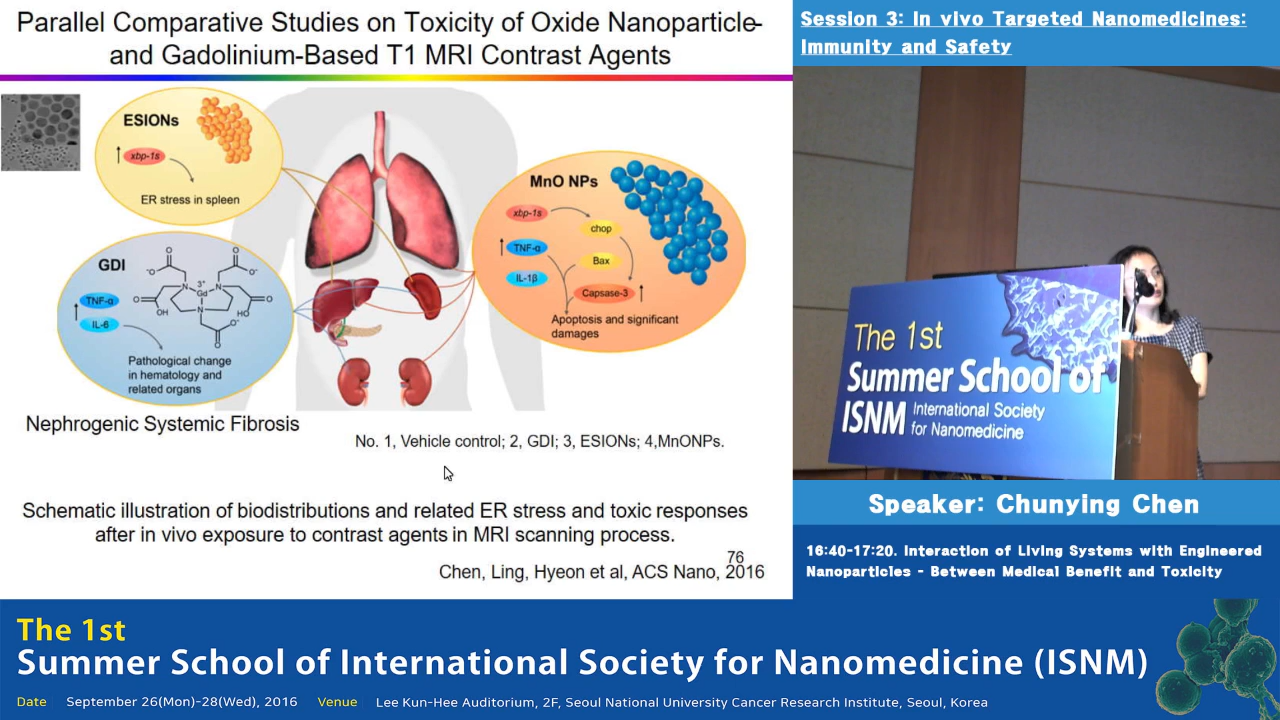 Parallel Comparative Studies on Toxicity of Oxide Nanoparticle-
and Gadolinium-Based T1 MRI Contrast Agents
ESIONs
↑ xbp-1s
ER stress in spleen
GDI
↑ TNF-α
IL-6
Pathological change
in hematology and
related organs
O
O
-O
O-
N
3+
N
Gd
O
O
OH
N
HO
O-
O
MnO NPs
xbp-1s
chop
↑ TNF-α
Bax
IL-1β
Capsase-3 ↑
Apoptosis and significant
damages
Nephrogenic Systemic Fibrosis
No. 1, Vehicle control; 2, GDI; 3, ESIONs; 4,MnONPs.
Schematic illustration of biodistributions and related ER stress and toxic responses
after in vivo exposure to contrast agents in MRI scanning process.
76
Chen, Ling, Hyeon et al, ACS Nano, 2016
Session 3: In vivo Targeted Nanomedicines:
Immunity and Safety
The 1st
Summer School of
ISNM International Society
for Nanomedicine
Speaker: Chunying Chen
16:40-17:20. Interaction of Living Systems with Engineered
Nanoparticles - Between Medical Benefit and Toxicity
The 1st
Summer School of International Society for Nanomedicine (ISNM)
Date September 26(Mon)-28(Wed), 2016 Venue Lee Kun-Hee Auditorium, 2F, Seoul National University Cancer Research Institute, Seoul, Korea